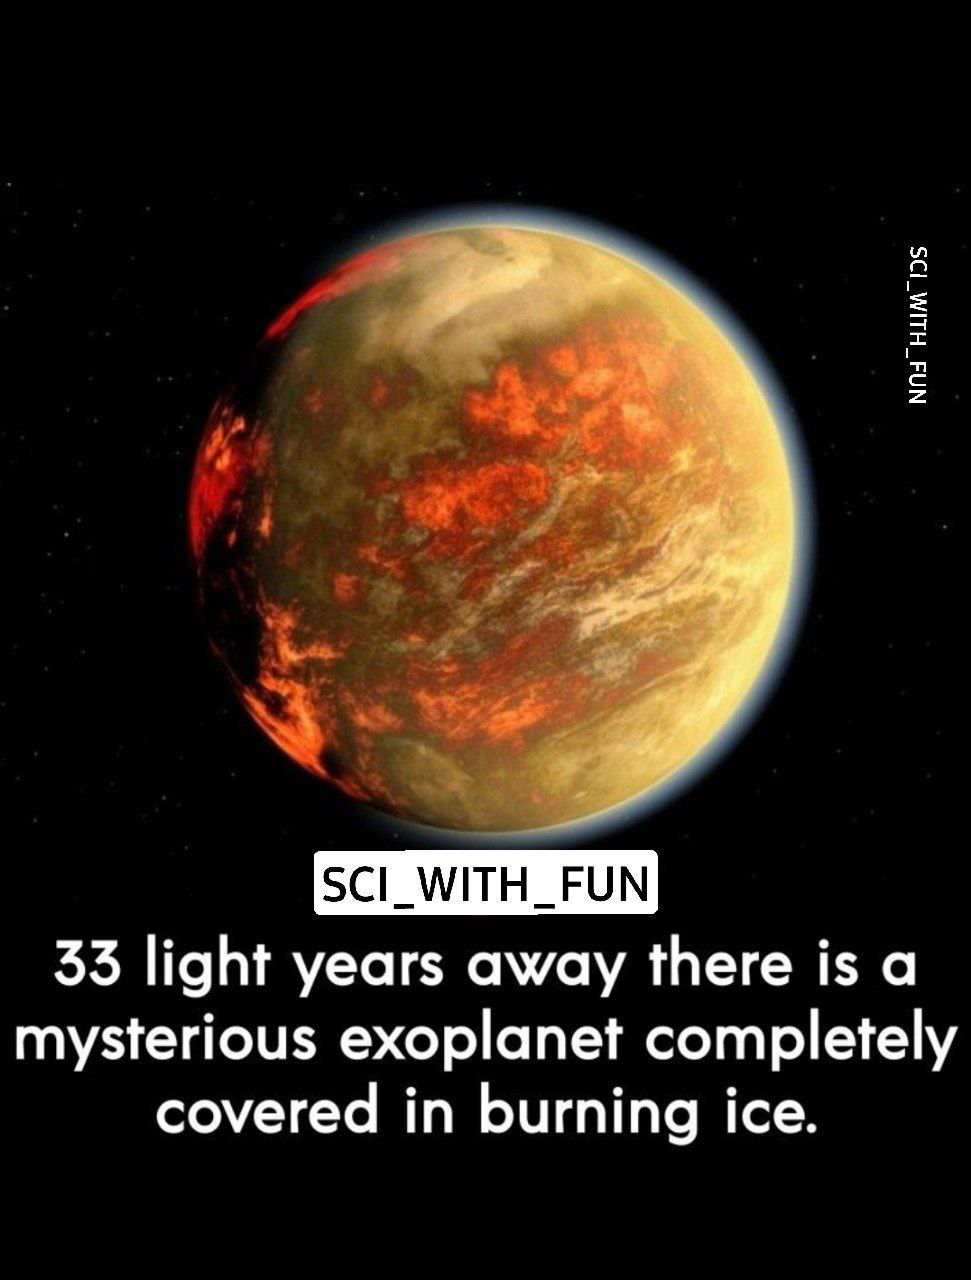 SCI_WITH_FUN
SCI_WITH_FUN
33 light years away there is a
mysterious exoplanet completely
covered in burning ice.